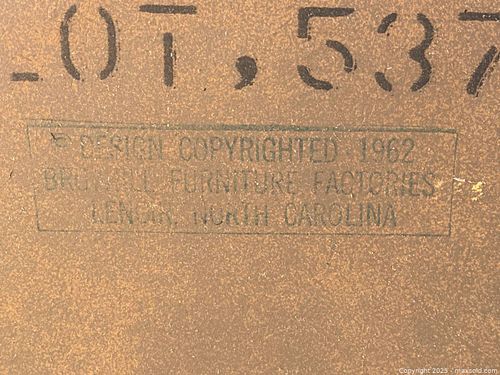 LOT, 537
© DESIGN COPYRIGHTED 1962
BROYHILL FURNITURE FACTORIES
LENOIR, NORTH CAROLINA
Copyright 2025 - maxsold.com